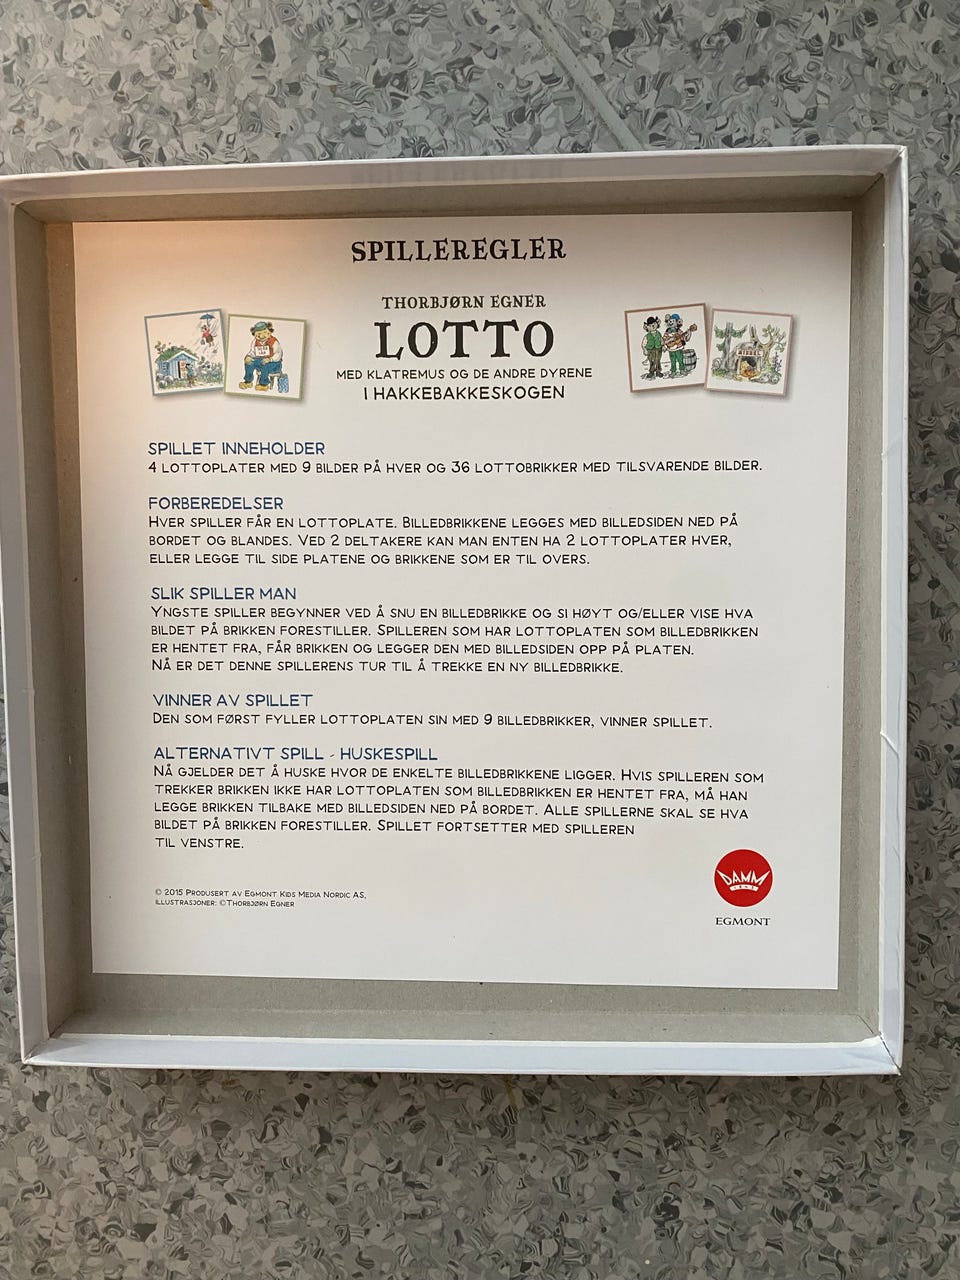 SPILLEREGLER
THORBJØRN EGNER
LOTTO
MED KLATREMUS OG DE ANDRE DYRENE
I HAKKEBAKKESKOGEN
SPILLET INNEHOLDER
4 LOTTOPLATER MED 9 BILDER PÅ HVER OG 36 LOTTOBRIKKER MED TILSVARENDE BILDER.
FORBEREDELSER
HVER SPILLER FÅR EN LOTTOPLATE. BILLEDBRIKKENE LEGGES MED BILLEDSIDEN NED PÅ
BORDET OG BLANDES. VED 2 DELTAKERE KAN MAN ENTEN HA 2 LOTTOPLATER HVER,
ELLER LEGGE TIL SIDE PLATENE OG BRIKKENE SOM ER TIL OVERS.
SLIK SPILLER MAN
YNGSTE SPILLER BEGYNNER VED Å SNU EN BILLEDBRIKKE OG SI HØYT OG/ELLER VISE HVA
BILDET PÅ BRIKKEN FORESTILLER. SPILLEREN SOM HAR LOTTOPLATEN SOM BILLEDBRIKKEN
ER HENTET FRA, FÅR BRIKKEN OG LEGGER DEN MED BILLEDSIDEN OPP PÅ PLATEN.
NÅ ER DET DENNE SPILLERENS TUR TIL Å TREKKE EN NY BILLEDBRIKKE.
VINNER AV SPILLET
DEN SOM FØRST FYLLER LOTTOPLATEN SIN MED 9 BILLEDBRIKKER, VINNER SPILLET.
ALTERNATIVT SPILL - HUSKESPILL
NÅ GJELDER DET Å HUSKE HVOR DE ENKELTE BILLEDBRIKKENE LIGGER. HVIS SPILLEREN SOM
TREKKER BRIKKEN IKKE HAR LOTTOPLATEN SOM BILLEDBRIKKEN ER HENTET FRA, MÅ HAN
LEGGE BRIKKEN TILBAKE MED BILLEDSIDEN NED PÅ BORDET. ALLE SPILLERNE SKAL SE HVA
BILDET PÅ BRIKKEN FORESTILLER. SPILLET FORTSETTER MED SPILLEREN
TIL VENSTRE.
© 2015 PRODUSERT AV EGMONT KIDS MEDIA NORDIC AS,
ILLUSTRASJONER: ©THORBJØRN EGNER
DAMM
1843
EGMONT